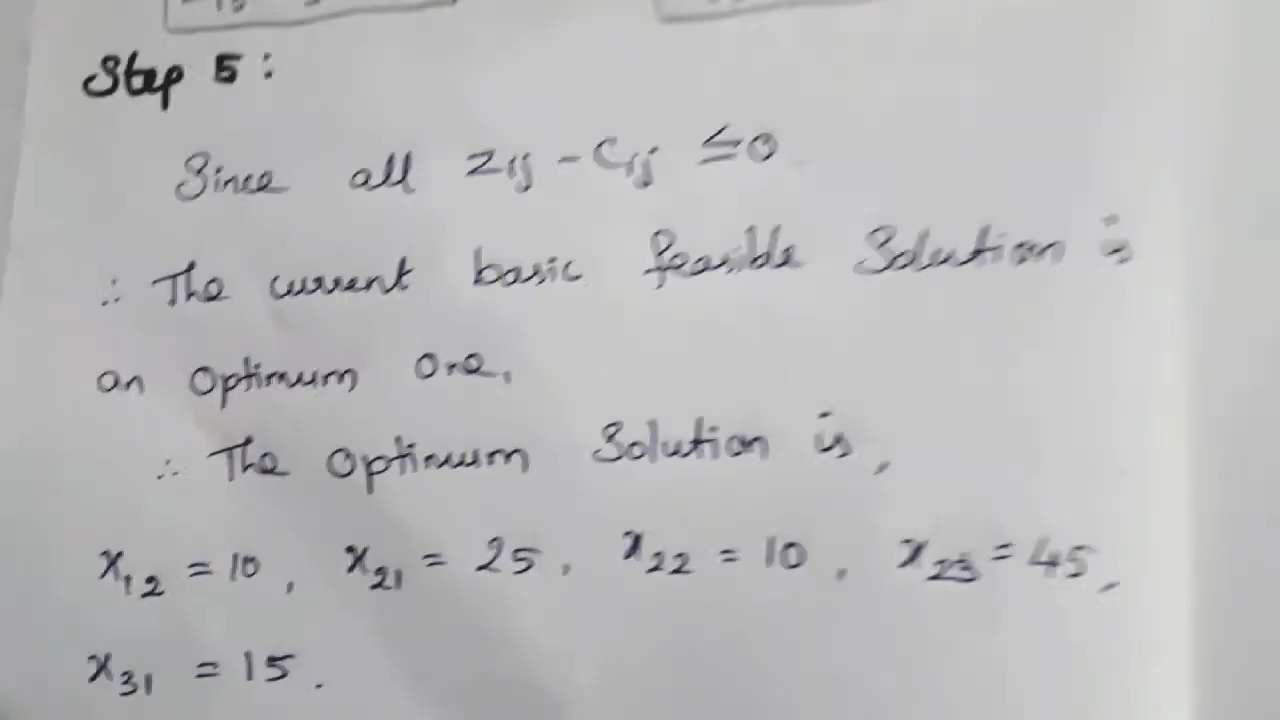 Step 5:
Since all Zij - Cij ≤0
∴ The current basic feasible Solution is
an optimum one.
∴ The optimum Solution is,
x12 = 10, x21 = 25, x22 = 10, x23 = 45,
x31 = 15.